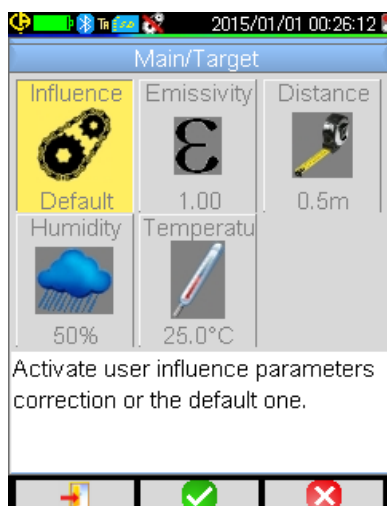 2015/01/01 00:26:12
Main/Target
Influence Emissivity Distance
ε
Default 1.00 0.5m
Humidity Temperatu
50% 25.0°C
Activate user influence parameters
correction or the default one.